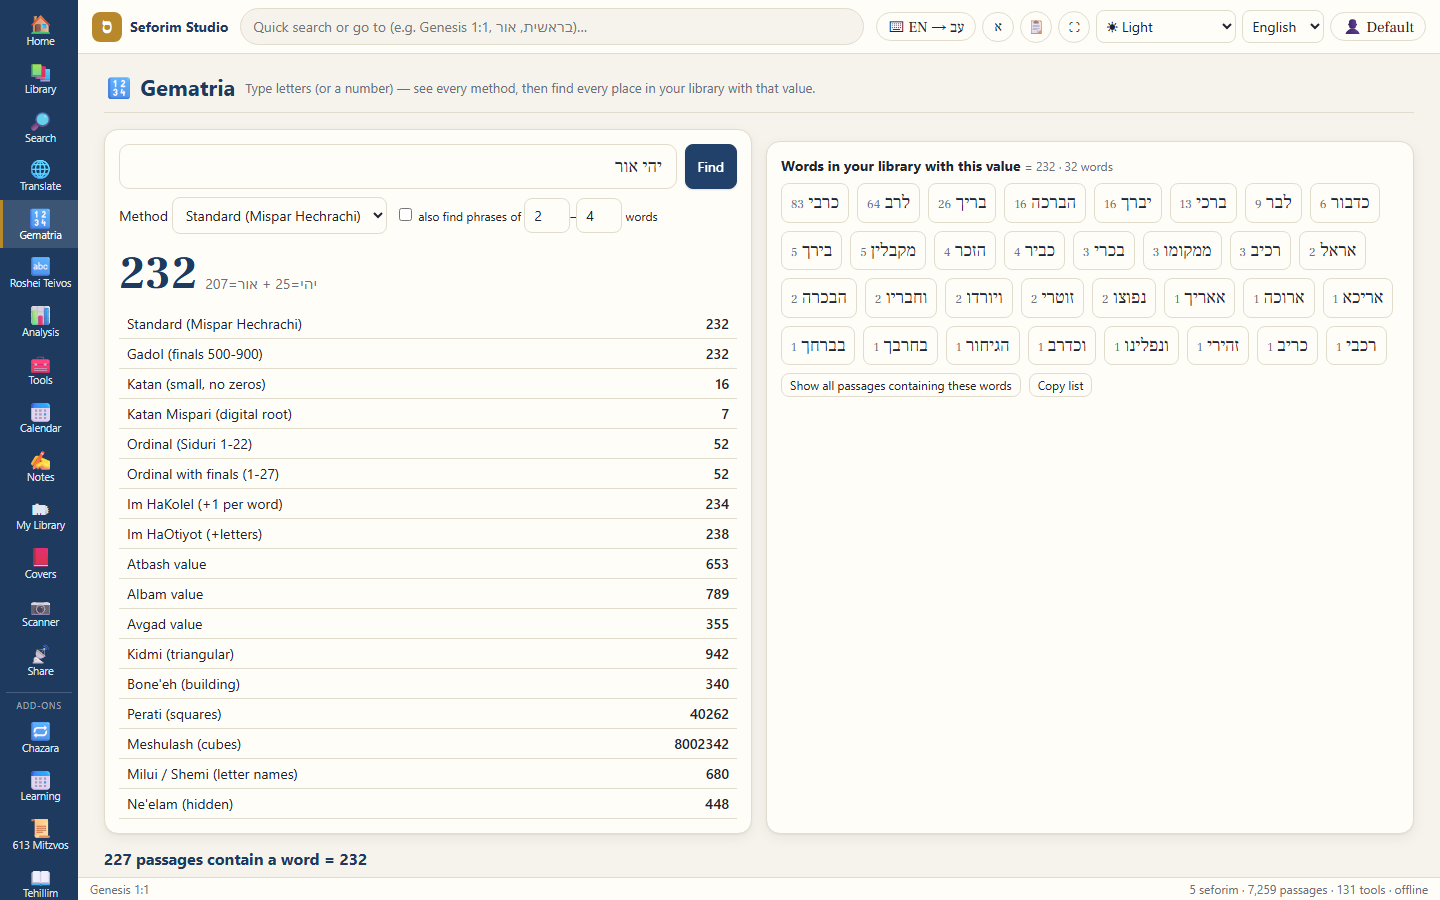 Home
Library
Search
Translate
Gematria
Roshei Teivos
Analysis
Tools
Calendar
Notes
My Library
Covers
Scanner
Share
ADD-ONS
Chazara
Learning
613 Mitzvos
Tehillim
ס Seforim Studio
Quick search or go to (e.g. Genesis 1:1, בראשית, אור)...
EN → עב
א
Light
English
Default
Gematria Type letters (or a number) — see every method, then find every place in your library with that value.
יהי אור
Find
Method Standard (Mispar Hechrachi) also find phrases of 2 – 4 words
232 יהי=25 + אור=207
Standard (Mispar Hechrachi) 232
Gadol (finals 500-900) 232
Katan (small, no zeros) 16
Katan Mispari (digital root) 7
Ordinal (Siduri 1-22) 52
Ordinal with finals (1-27) 52
Im HaKolel (+1 per word) 234
Im HaOtiyot (+letters) 238
Atbash value 653
Albam value 789
Avgad value 355
Kidmi (triangular) 942
Bone'eh (building) 340
Perati (squares) 40262
Meshulash (cubes) 8002342
Milui / Shemi (letter names) 680
Ne'elam (hidden) 448
Words in your library with this value = 232 · 32 words
כרבי 83 לרב 64 בריך 26 הברכה 16 יברך 16 ברכי 13 לבר 9 כדבור 6
בירך 5 מקבלין 5 הזכר 4 כביר 4 בכרי 3 ממקומו 3 רכיב 3 אראל 2
הבכרה 2 וחבריו 2 ויורדו 2 זוטרי 2 נפוצו 2 אאריך 1 ארוכה 1 אריכא 1
בברחך 1 בחרבך 1 הגיחור 1 וכדרב 1 ונפלינו 1 זהירי 1 כריב 1 רכבי 1
Show all passages containing these words Copy list
227 passages contain a word = 232
Genesis 1:1
5 seforim · 7,259 passages · 131 tools · offline